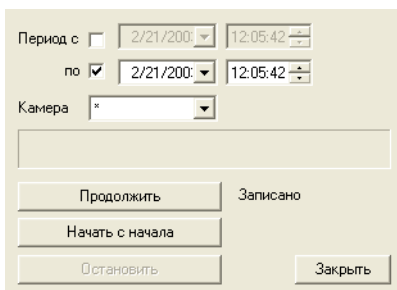 Период с 2/21/200: 12:05:42
по 2/21/200: 12:05:42
Камера *
Продолжить Записано
Начать с начала
Остановить Закрыть